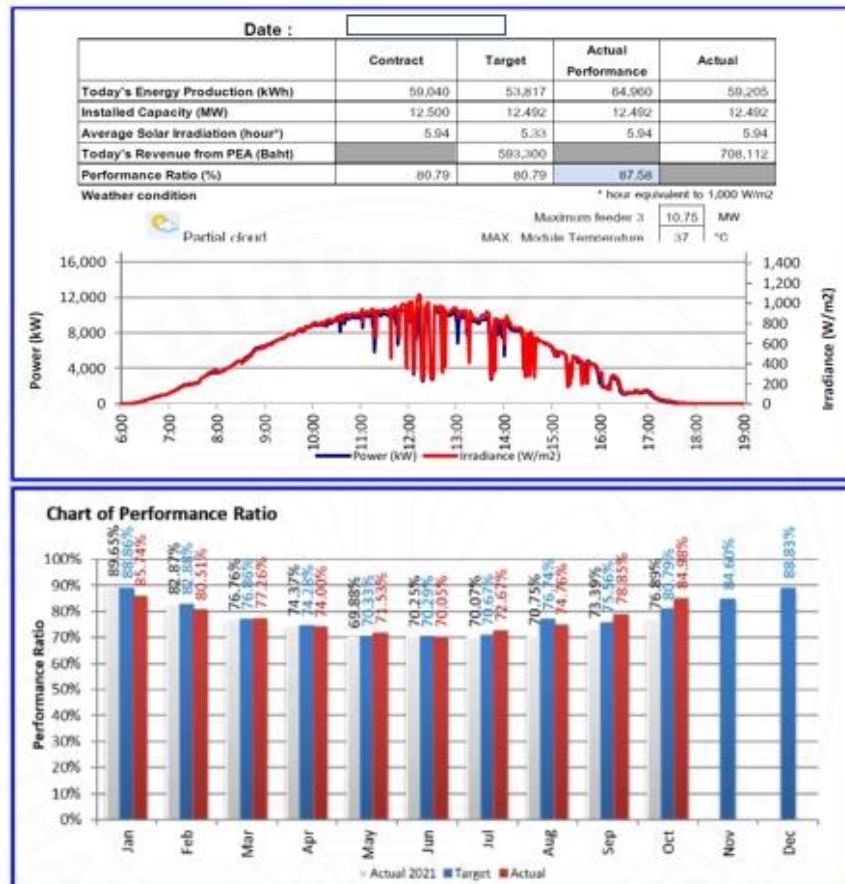 Date :
Contract Target Actual Performance Actual
Today's Energy Production (kWh) 59,040 53,817 64,960 59,205
Installed Capacity (MW) 12.500 12.492 12.492 12.492
Average Solar Irradiation (hour*) 5.94 5.33 5.94 5.94
Today's Revenue from PEA (Baht) 593,300 708,112
Performance Ratio (%) 80.79 80.79 87.58
Weather condition * hour equivalent to 1,000 W/m2
Maximum feeder 3 10.75 MW
Partial cloud MAX. Module Temperature 37 °C
16,000 1,400
1,200
12,000 1,000
8,000 800
600
4,000 400
200
0 0
Power (kW)
Irradiance (W/m2)
6:00 7:00 8:00 9:00 10:00 11:00 12:00 13:00 14:00 15:00 16:00 17:00 18:00 19:00
Power (kW) Irradiance (W/m2)
Chart of Performance Ratio
89.65% 88.86% 85.74% 82.87% 82.88% 80.51% 76.76% 76.86% 77.26% 74.37% 74.28% 74.00% 69.88% 70.33% 71.53% 70.25% 70.29% 70.05% 70.07% 70.67% 72.67% 70.75% 76.74% 74.76% 73.39% 75.56% 78.85% 76.89% 80.79% 84.98% 84.60% 88.83%
100%
90%
80%
70%
60%
50%
40%
30%
20%
10%
0%
Performance Ratio
Jan Feb Mar Apr May Jun Jul Aug Sep Oct Nov Dec
Actual 2021 Target Actual